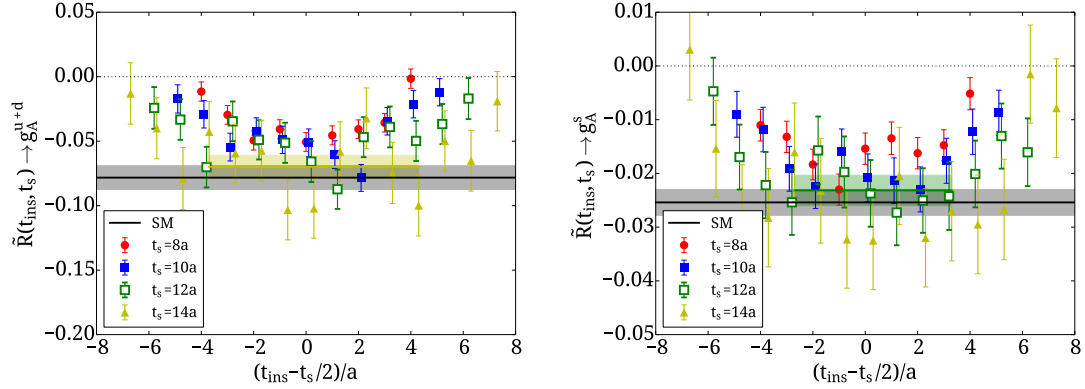 0.05
0.00
−0.05
−0.10
−0.15
−0.20
R̃(t_ins, t_s) → g_A^{u+d}
SM
t_s=8a
t_s=10a
t_s=12a
t_s=14a
−8 −6 −4 −2 0 2 4 6 8
(t_ins−t_s/2)/a
0.00
−0.01
−0.02
−0.03
−0.04
−0.05
R̃(t_ins, t_s) → g_A^s
SM
t_s=8a
t_s=10a
t_s=12a
t_s=14a
−8 −6 −4 −2 0 2 4 6 8
(t_ins−t_s/2)/a